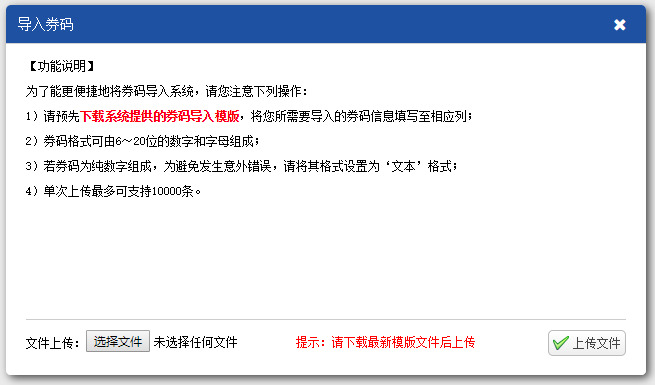 导入券码
【功能说明】
为了能更便捷地将券码导入系统，请您注意下列操作：
1）请预先下载系统提供的券码导入模版，将您所需要导入的券码信息填写至相应列；
2）券码格式可由6～20位的数字和字母组成；
3）若券码为纯数字组成，为避免发生意外错误，请将其格式设置为‘文本’格式；
4）单次上传最多可支持10000条。
文件上传： 选择文件 未选择任何文件 提示：请下载最新模版文件后上传 上传文件